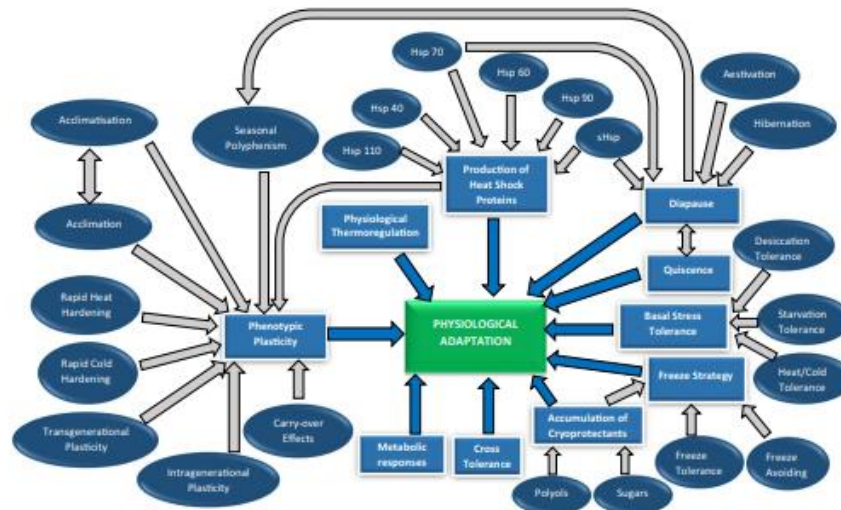 Hsp 70
Hsp 60
Hsp 90
sHsp
Hsp 40
Hsp 110
Aestivation
Hibernation
Acclimatisation
Seasonal
Polyphenism
Production of
Heat Shock
Proteins
Diapause
Physiological
Thermoregulation
Acclimation
Quiscence
Desiccation
Tolerance
Rapid Heat
Hardening
Phenotypic
Plasticity
PHYSIOLOGICAL
ADAPTATION
Basal Stress
Tolerance
Starvation
Tolerance
Rapid Cold
Hardening
Freeze Strategy
Heat/Cold
Tolerance
Transgenerational
Plasticity
Carry-over
Effects
Metabolic
responses
Cross
Tolerance
Accumulation of
Cryoprotectants
Intragenerational
Plasticity
Polyols
Sugars
Freeze
Tolerance
Freeze
Avoiding